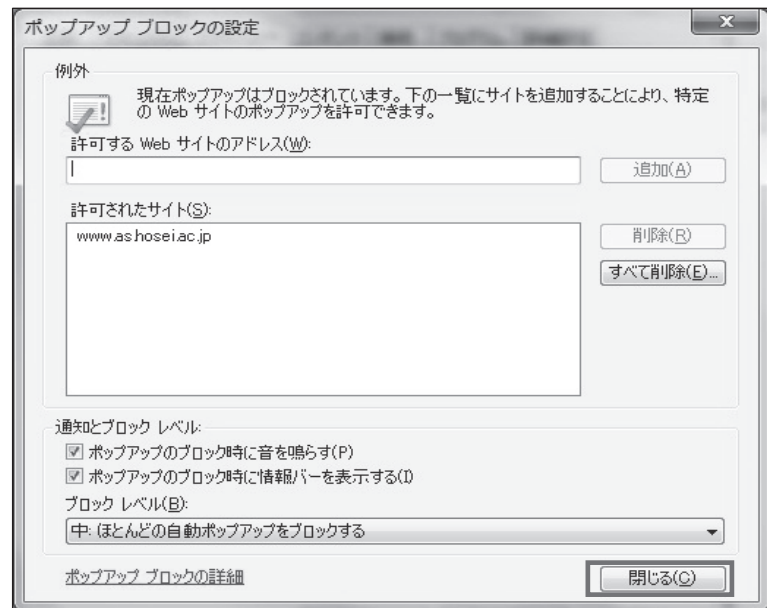 ポップアップ ブロックの設定
例外
現在ポップアップはブロックされています。下の一覧にサイトを追加することにより、特定
の Web サイトのポップアップを許可できます。
許可する Web サイトのアドレス(W):
追加(A)
許可されたサイト(S):
www.as.hosei.ac.jp
削除(R)
すべて削除(E)...
通知とブロック レベル:
ポップアップのブロック時に音を鳴らす(P)
ポップアップのブロック時に情報バーを表示する(I)
ブロック レベル(B):
中: ほとんどの自動ポップアップをブロックする
ポップアップ ブロックの詳細
閉じる(C)